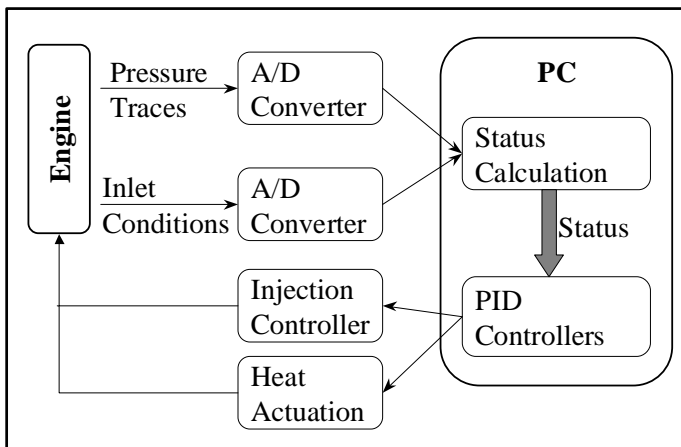 Engine
Pressure
Traces
A/D
Converter
Inlet
Conditions
A/D
Converter
PC
Status
Calculation
Status
PID
Controllers
Injection
Controller
Heat
Actuation